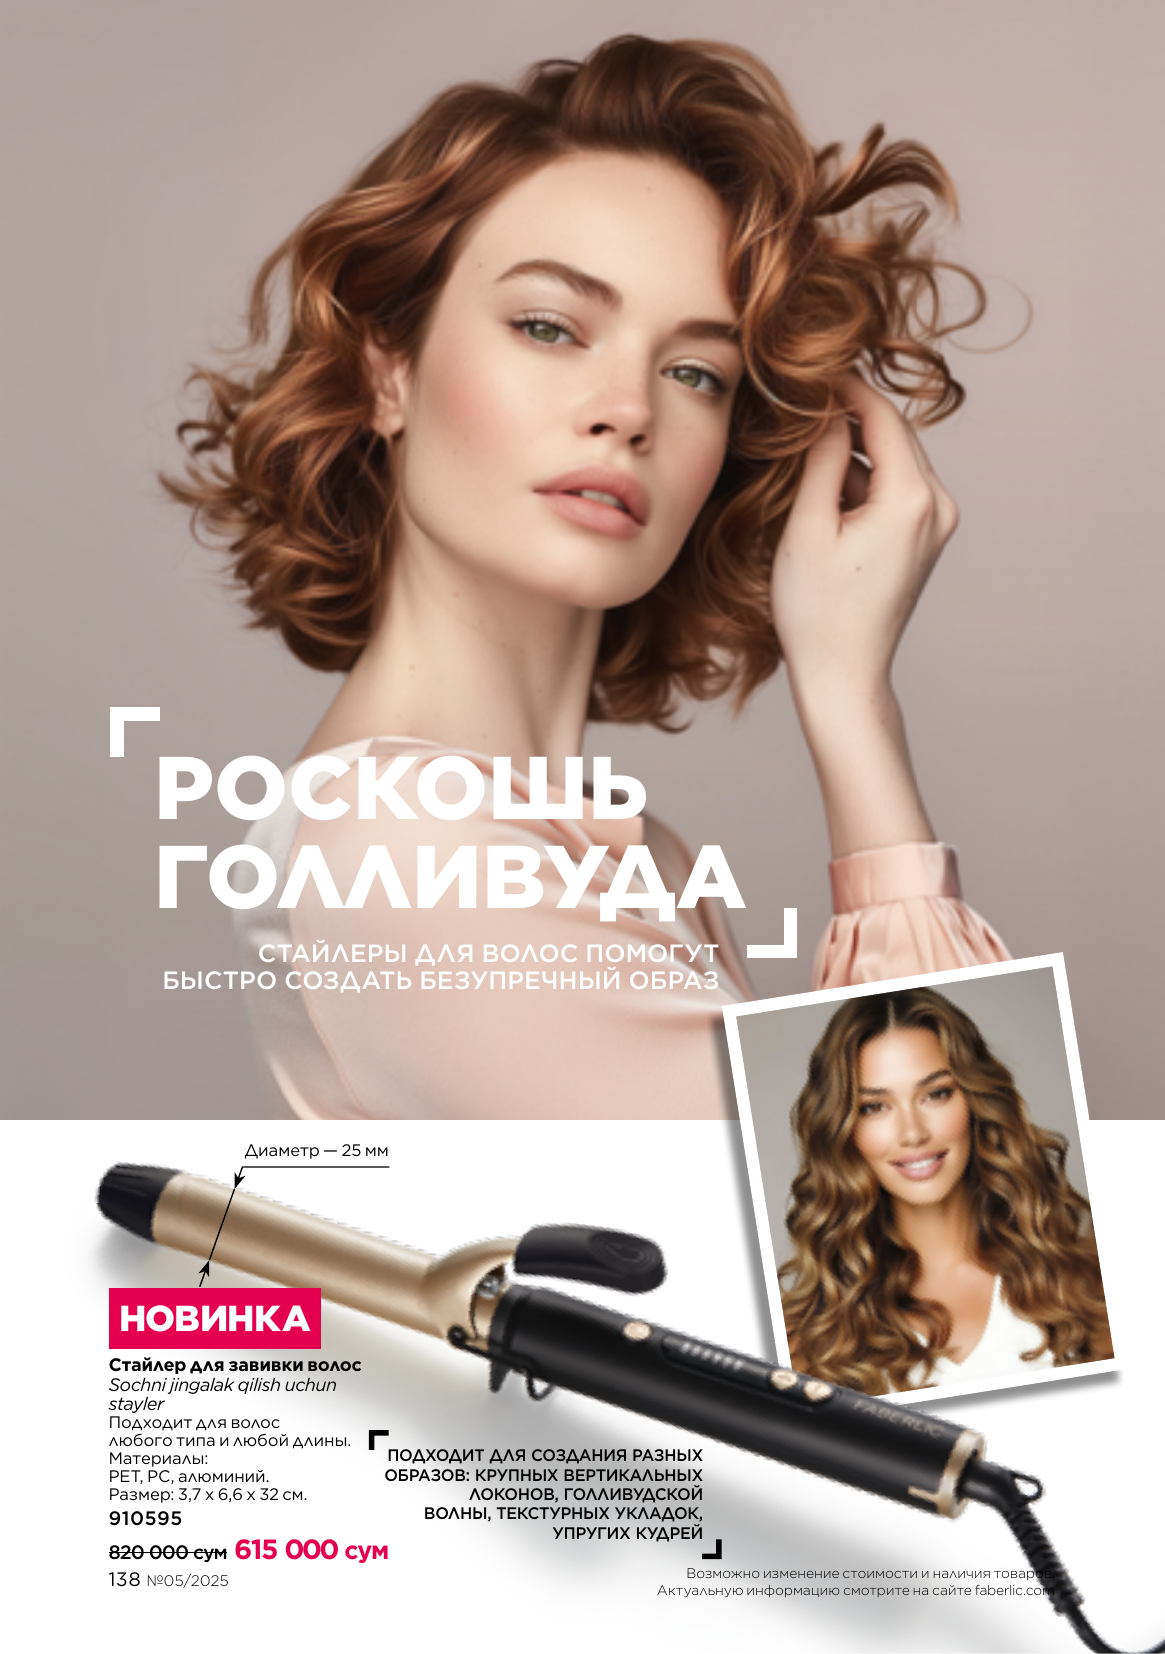 РОСКОШЬ
ГОЛЛИВУДА
СТАЙЛЕРЫ ДЛЯ ВОЛОС ПОМОГУТ
БЫСТРО СОЗДАТЬ БЕЗУПРЕЧНЫЙ ОБРАЗ
Диаметр — 25 мм
НОВИНКА
Стайлер для завивки волос
Sochni jingalak qilish uchun
stayler
Подходит для волос
любого типа и любой длины.
Материалы:
PET, PC, алюминий.
Размер: 3,7 х 6,6 х 32 см.
910595
820 000 сум 615 000 сум
ПОДХОДИТ ДЛЯ СОЗДАНИЯ РАЗНЫХ
ОБРАЗОВ: КРУПНЫХ ВЕРТИКАЛЬНЫХ
ЛОКОНОВ, ГОЛЛИВУДСКОЙ
ВОЛНЫ, ТЕКСТУРНЫХ УКЛАДОК,
УПРУГИХ КУДРЕЙ
FABERLIC
Возможно изменение стоимости и наличия товаров.
Актуальную информацию смотрите на сайте faberlic.com
138 №05/2025